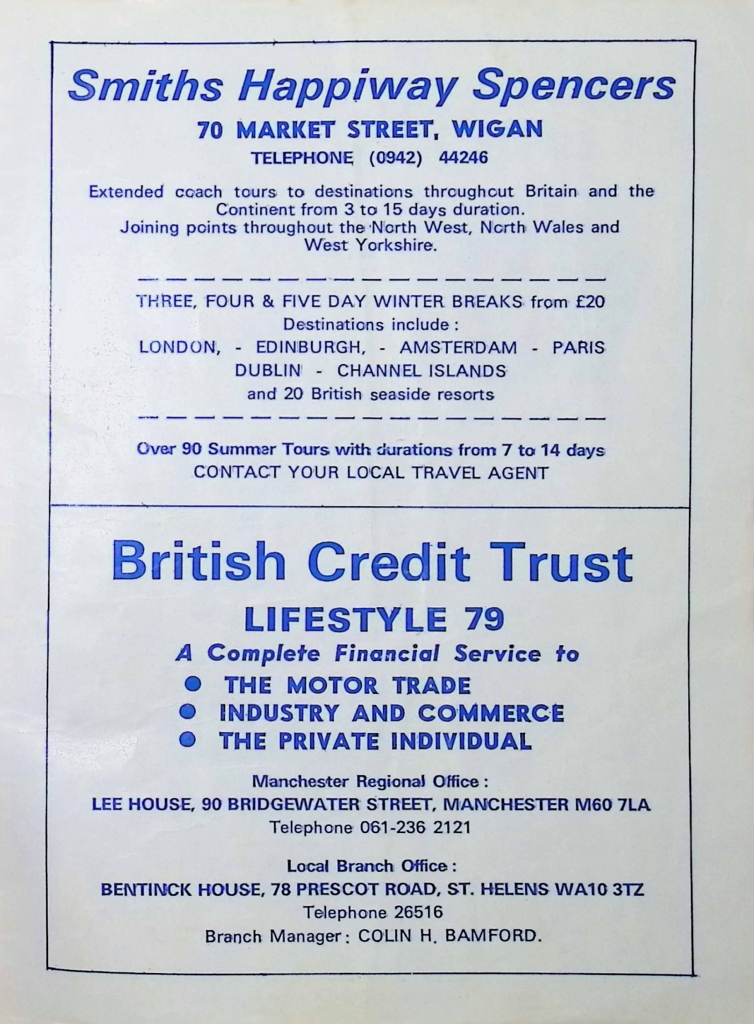 Smiths Happiway Spencers
70 MARKET STREET, WIGAN
TELEPHONE (0942) 44246
Extended coach tours to destinations throughout Britain and the
Continent from 3 to 15 days duration.
Joining points throughout the North West, North Wales and
West Yorkshire.
THREE, FOUR & FIVE DAY WINTER BREAKS from £20
Destinations include :
LONDON, - EDINBURGH, - AMSTERDAM - PARIS
DUBLIN - CHANNEL ISLANDS
and 20 British seaside resorts
Over 90 Summer Tours with durations from 7 to 14 days
CONTACT YOUR LOCAL TRAVEL AGENT
British Credit Trust
LIFESTYLE 79
A Complete Financial Service to
● THE MOTOR TRADE
● INDUSTRY AND COMMERCE
● THE PRIVATE INDIVIDUAL
Manchester Regional Office :
LEE HOUSE, 90 BRIDGEWATER STREET, MANCHESTER M60 7LA
Telephone 061-236 2121
Local Branch Office :
BENTINCK HOUSE, 78 PRESCOT ROAD, ST. HELENS WA10 3TZ
Telephone 26516
Branch Manager : COLIN H. BAMFORD.